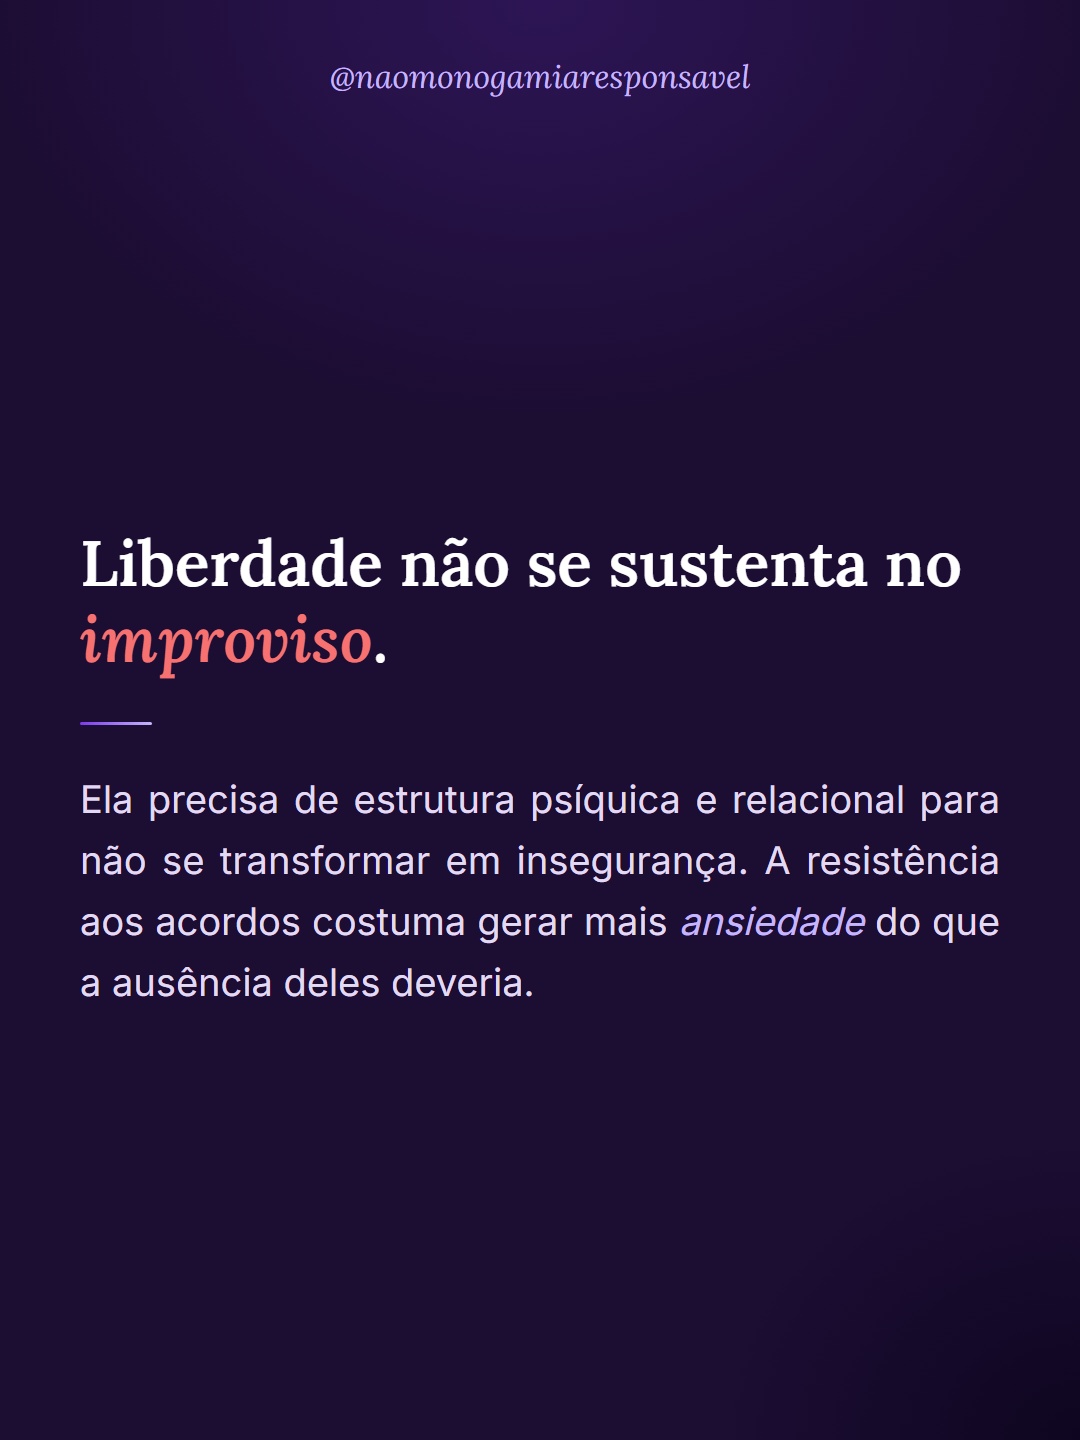 @naomonogamiaresponsavel
Liberdade não se sustenta no
improviso.
Ela precisa de estrutura psíquica e relacional para
não se transformar em insegurança. A resistência
aos acordos costuma gerar mais ansiedade do que
a ausência deles deveria.